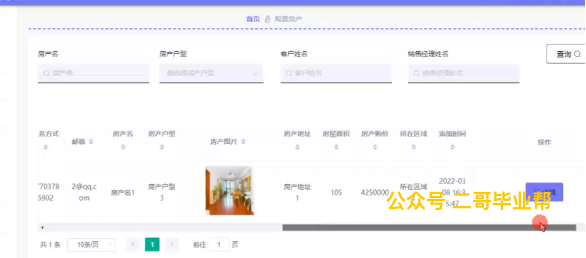 首页 购置房产
房产名 房产户型 客户姓名 销售经理姓名
房产名 请选择房产户型 客户姓名 销售经理姓名 查询
系方式 邮箱 房产名 房产户型 房产图片 房产地址 房屋面积 房产购价 所在区域 添加时间 操作
70378
5902
2@qq.c
om
房产名1
房产户型
3
房产地址
1
105
4250000
所在区域
2022-03
-08 16:3
5:47
公众号 二哥毕业帮
共 1 条 10条/页 1 前往 1 页